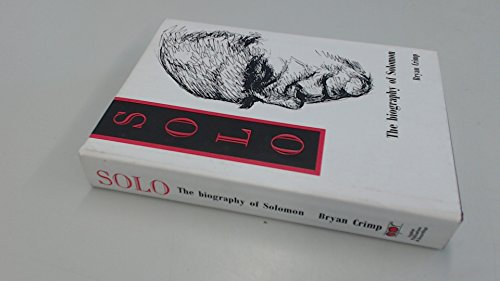 SOLO
The biography of Solomon
Bryan Crimp
SOLO The biography of Solomon Bryan Crimp